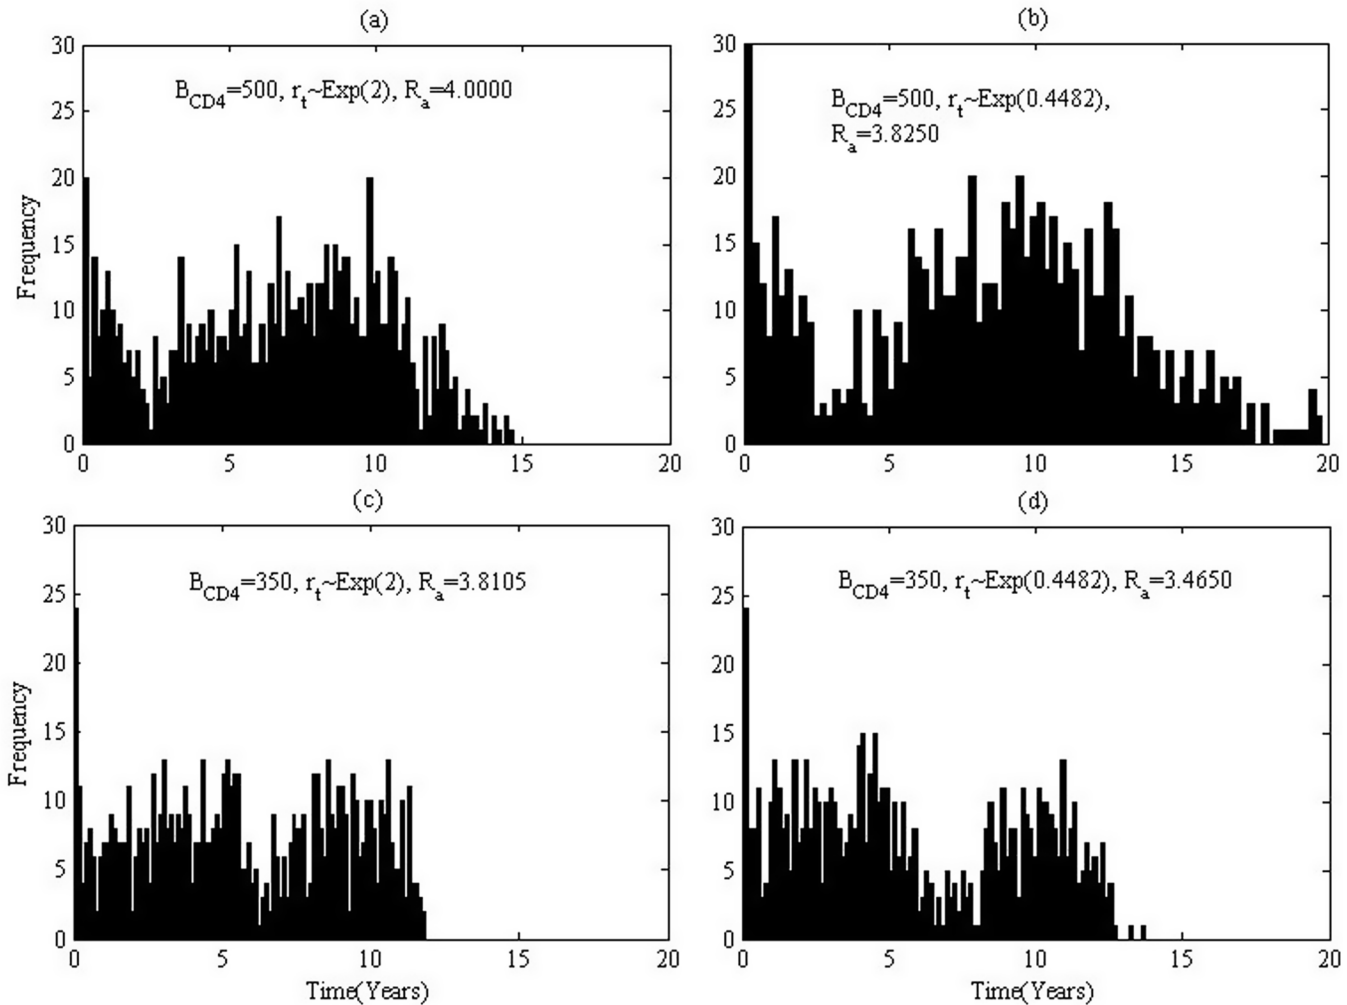 (a)
30
25
20
15
10
5
0
Frequency
B_CD4=500, r_t~Exp(2), R_a=4.0000
0 5 10 15 20
(b)
30
25
20
15
10
5
0
B_CD4=500, r_t~Exp(0.4482),
R_a=3.8250
0 5 10 15 20
(c)
30
25
20
15
10
5
0
Frequency
B_CD4=350, r_t~Exp(2), R_a=3.8105
0 5 10 15 20
Time(Years)
(d)
30
25
20
15
10
5
0
B_CD4=350, r_t~Exp(0.4482), R_a=3.4650
0 5 10 15 20
Time(Years)